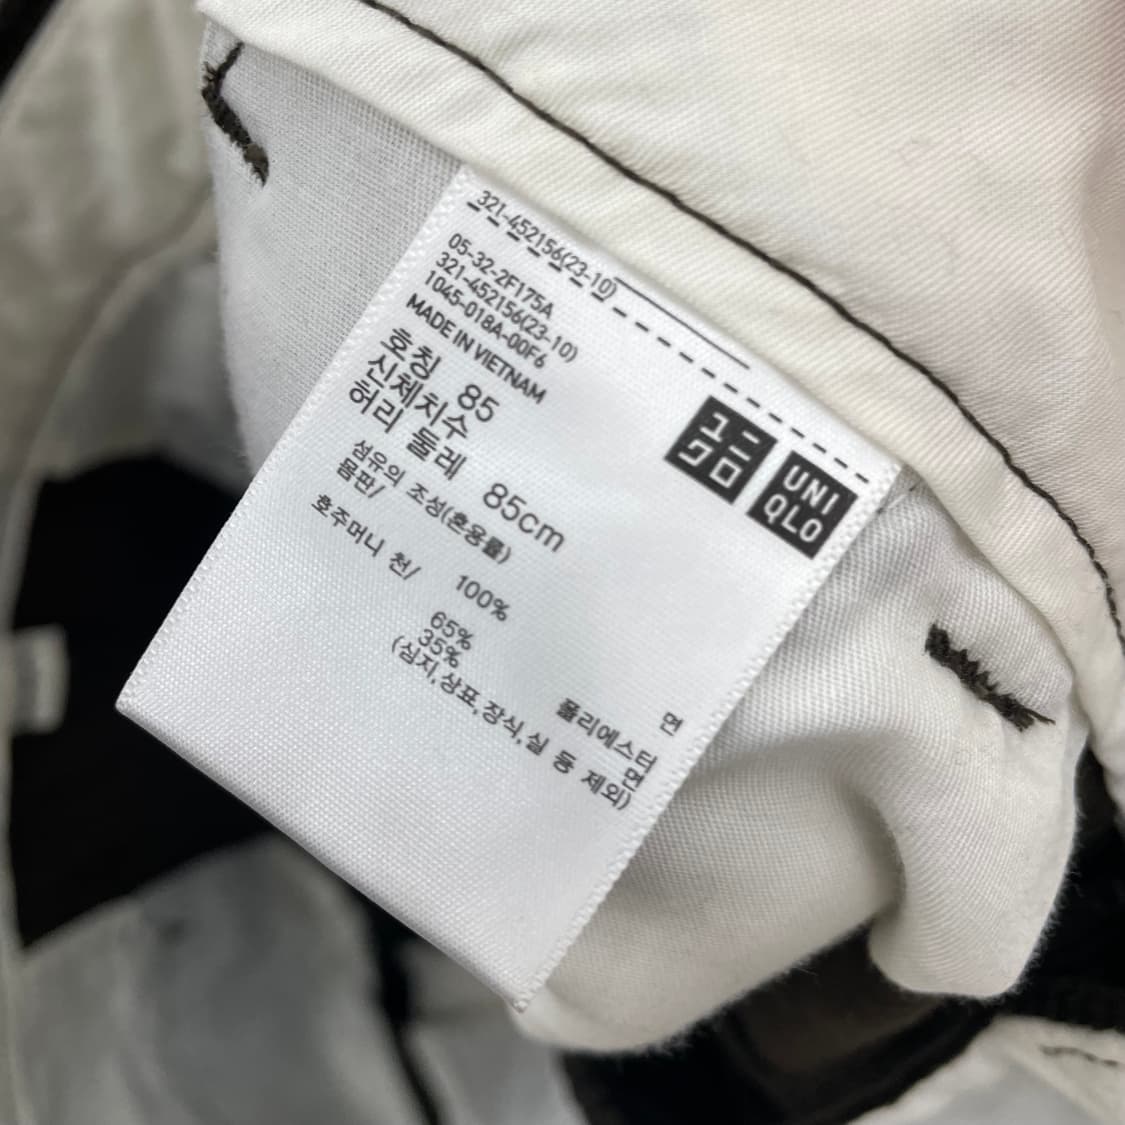 321-452156(23-10)
05-32-2F175A
321-452156(23-10)
1045-018A-00F6
MADE IN VIETNAM
호칭 85
신체치수
허리 둘레 85cm
섬유의 조성(혼용률)
몸판/
100% 면
호주머니 천/
65% 폴리에스터
35% 면
(심지,상표,장식,실 등 제외)
ユニ
クロ
UNI
QLO